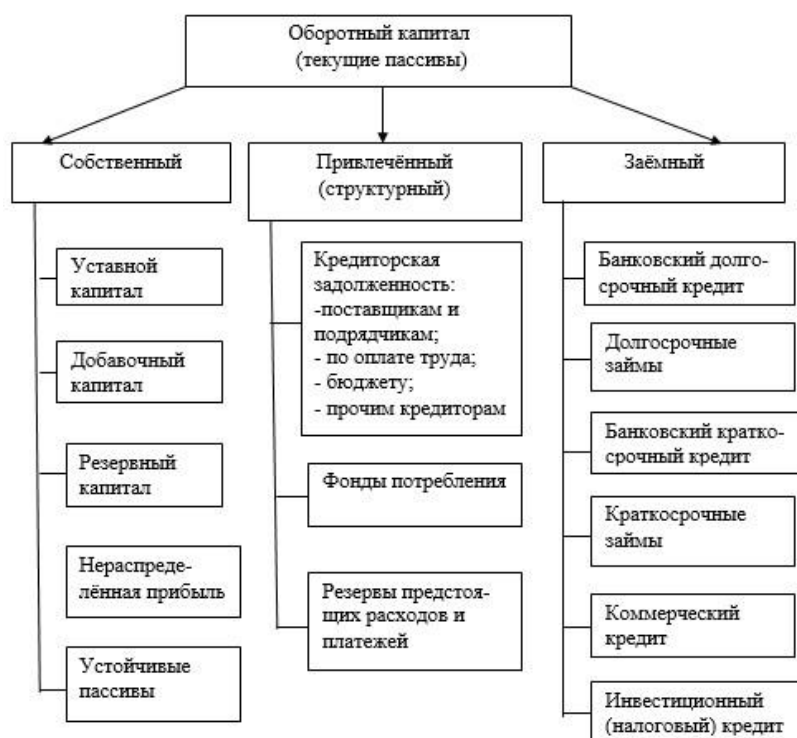 Оборотный капитал
(текущие пассивы)
Собственный
Привлечённый
(структурный)
Заёмный
Уставной
капитал
Добавочный
капитал
Резервный
капитал
Нераспреде-
лённая прибыль
Устойчивые
пассивы
Кредиторская
задолженность:
-поставщикам и
подрядчикам;
- по оплате труда;
- бюджету;
- прочим кредиторам
Фонды потребления
Резервы предстоя-
щих расходов и
платежей
Банковский долго-
срочный кредит
Долгосрочные
займы
Банковский кратко-
срочный кредит
Краткосрочные
займы
Коммерческий
кредит
Инвестиционный
(налоговый) кредит